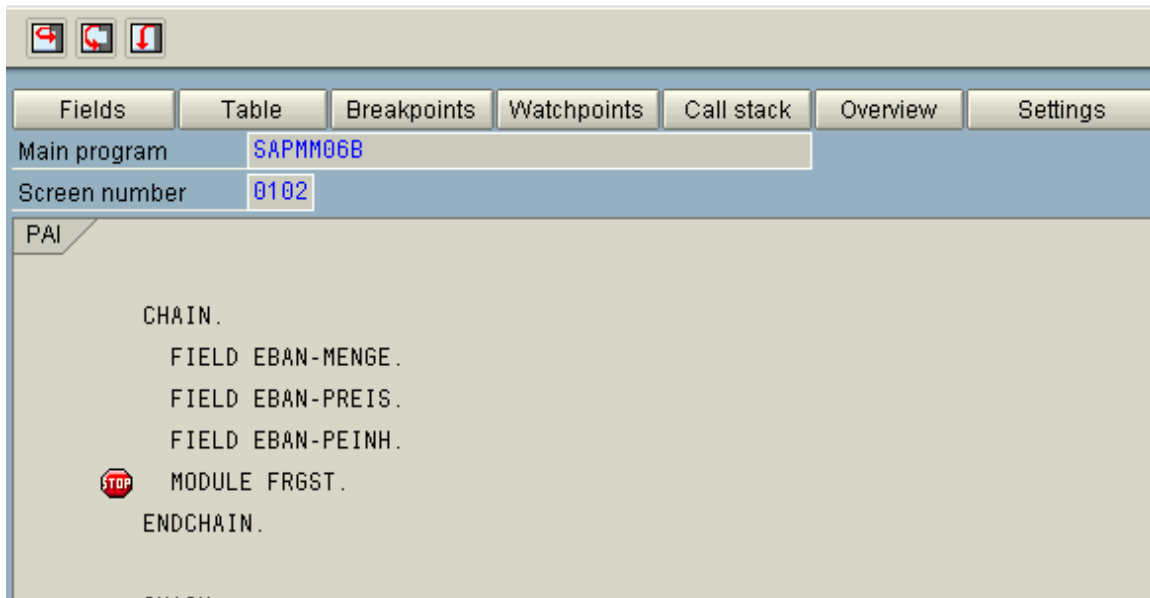 Fields Table Breakpoints Watchpoints Call stack Overview Settings
Main program SAPMM06B
Screen number 0102
PAI
CHAIN.
FIELD EBAN-MENGE.
FIELD EBAN-PREIS.
FIELD EBAN-PEINH.
STOP MODULE FRGST.
ENDCHAIN.